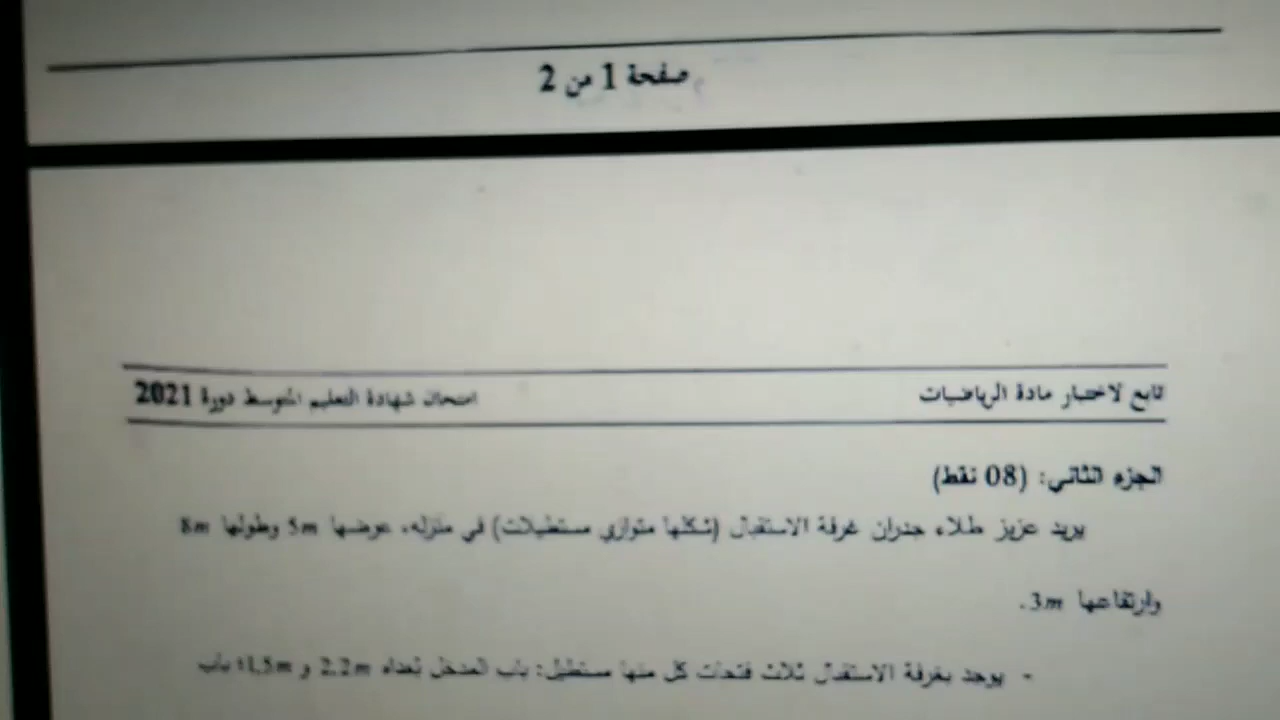 صفحة 1 من 2
تابع لاختبار مادة الرياضيات
امتحان شهادة التعليم المتوسط دورة 2021
الجزء الثاني: (08 نقط)
يريد عزيز طلاء جدران غرفة الاستقبال (شكلها متوازي مستطيلات) في منزله، عرضها 5m وطولها 8m
وارتفاعها 3m.
- يوجد بغرفة الاستقبال ثلاث فتحات كل منها مستطيل: باب المدخل بُعداه 2.2m و 1.5m؛ باب